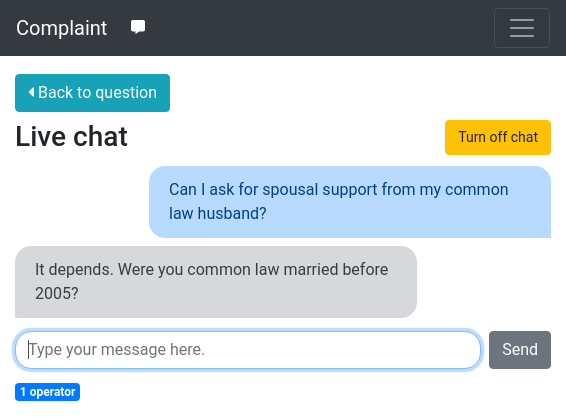 Complaint
Back to question
Live chat
Turn off chat
Can I ask for spousal support from my common
law husband?
It depends. Were you common law married before
2005?
Type your message here.
Send
1 operator